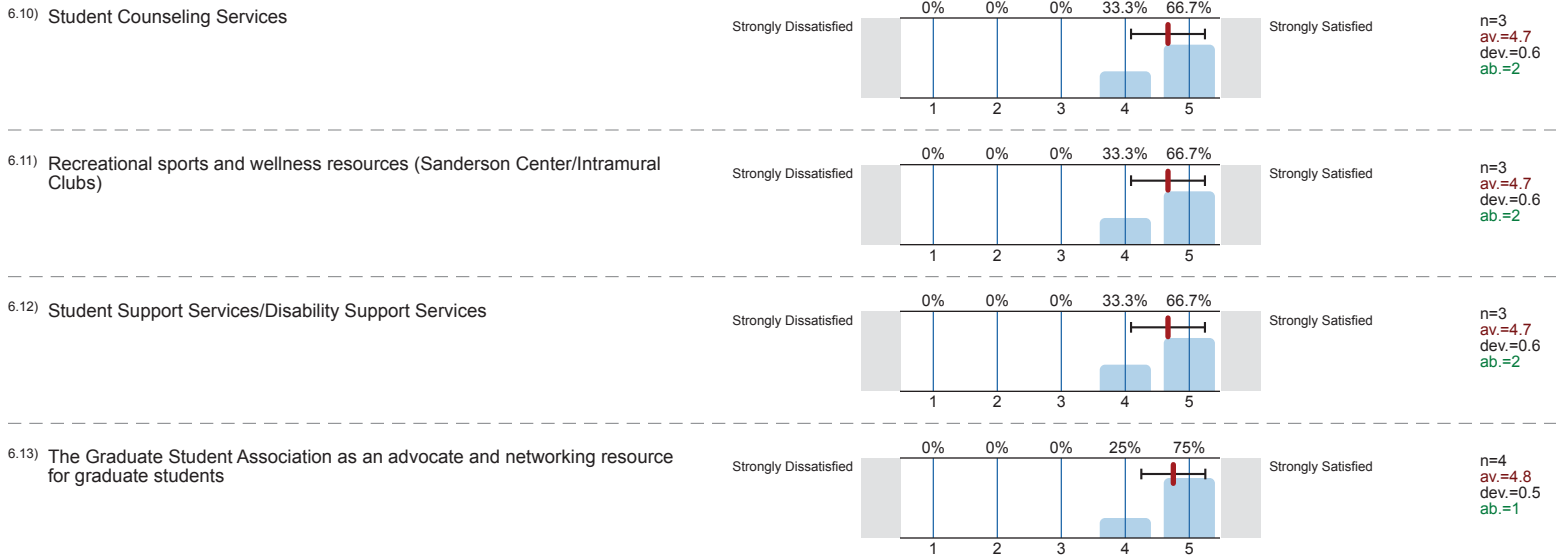 6.10) Student Counseling Services
0% 0% 0% 33.3% 66.7%
Strongly Dissatisfied
Strongly Satisfied
1 2 3 4 5
n=3
av.=4.7
dev.=0.6
ab.=2
6.11) Recreational sports and wellness resources (Sanderson Center/Intramural
Clubs)
0% 0% 0% 33.3% 66.7%
Strongly Dissatisfied
Strongly Satisfied
1 2 3 4 5
n=3
av.=4.7
dev.=0.6
ab.=2
6.12) Student Support Services/Disability Support Services
0% 0% 0% 33.3% 66.7%
Strongly Dissatisfied
Strongly Satisfied
1 2 3 4 5
n=3
av.=4.7
dev.=0.6
ab.=2
6.13) The Graduate Student Association as an advocate and networking resource
for graduate students
0% 0% 0% 25% 75%
Strongly Dissatisfied
Strongly Satisfied
1 2 3 4 5
n=4
av.=4.8
dev.=0.5
ab.=1